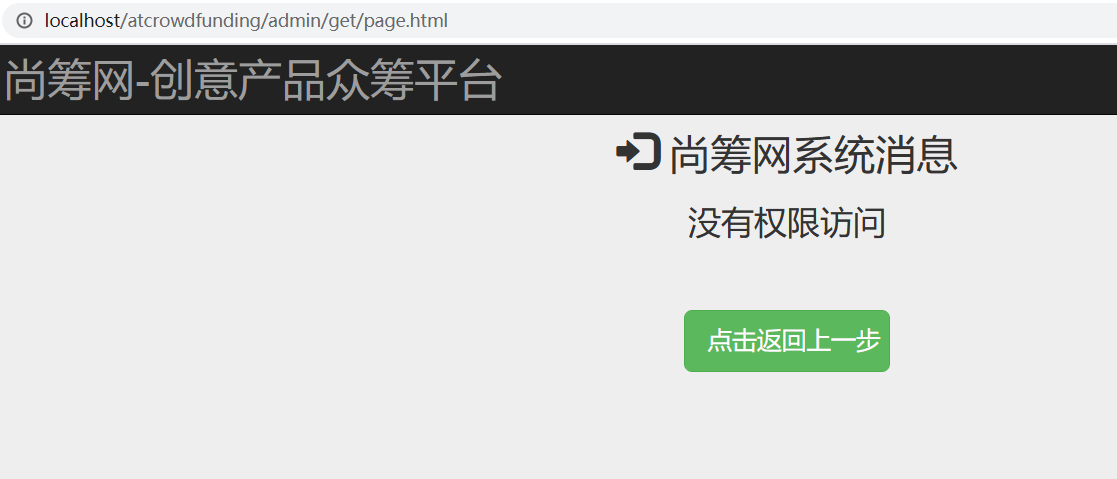 localhost/atcrowdfunding/admin/get/page.html
尚筹网-创意产品众筹平台
尚筹网系统消息
没有权限访问
点击返回上一步